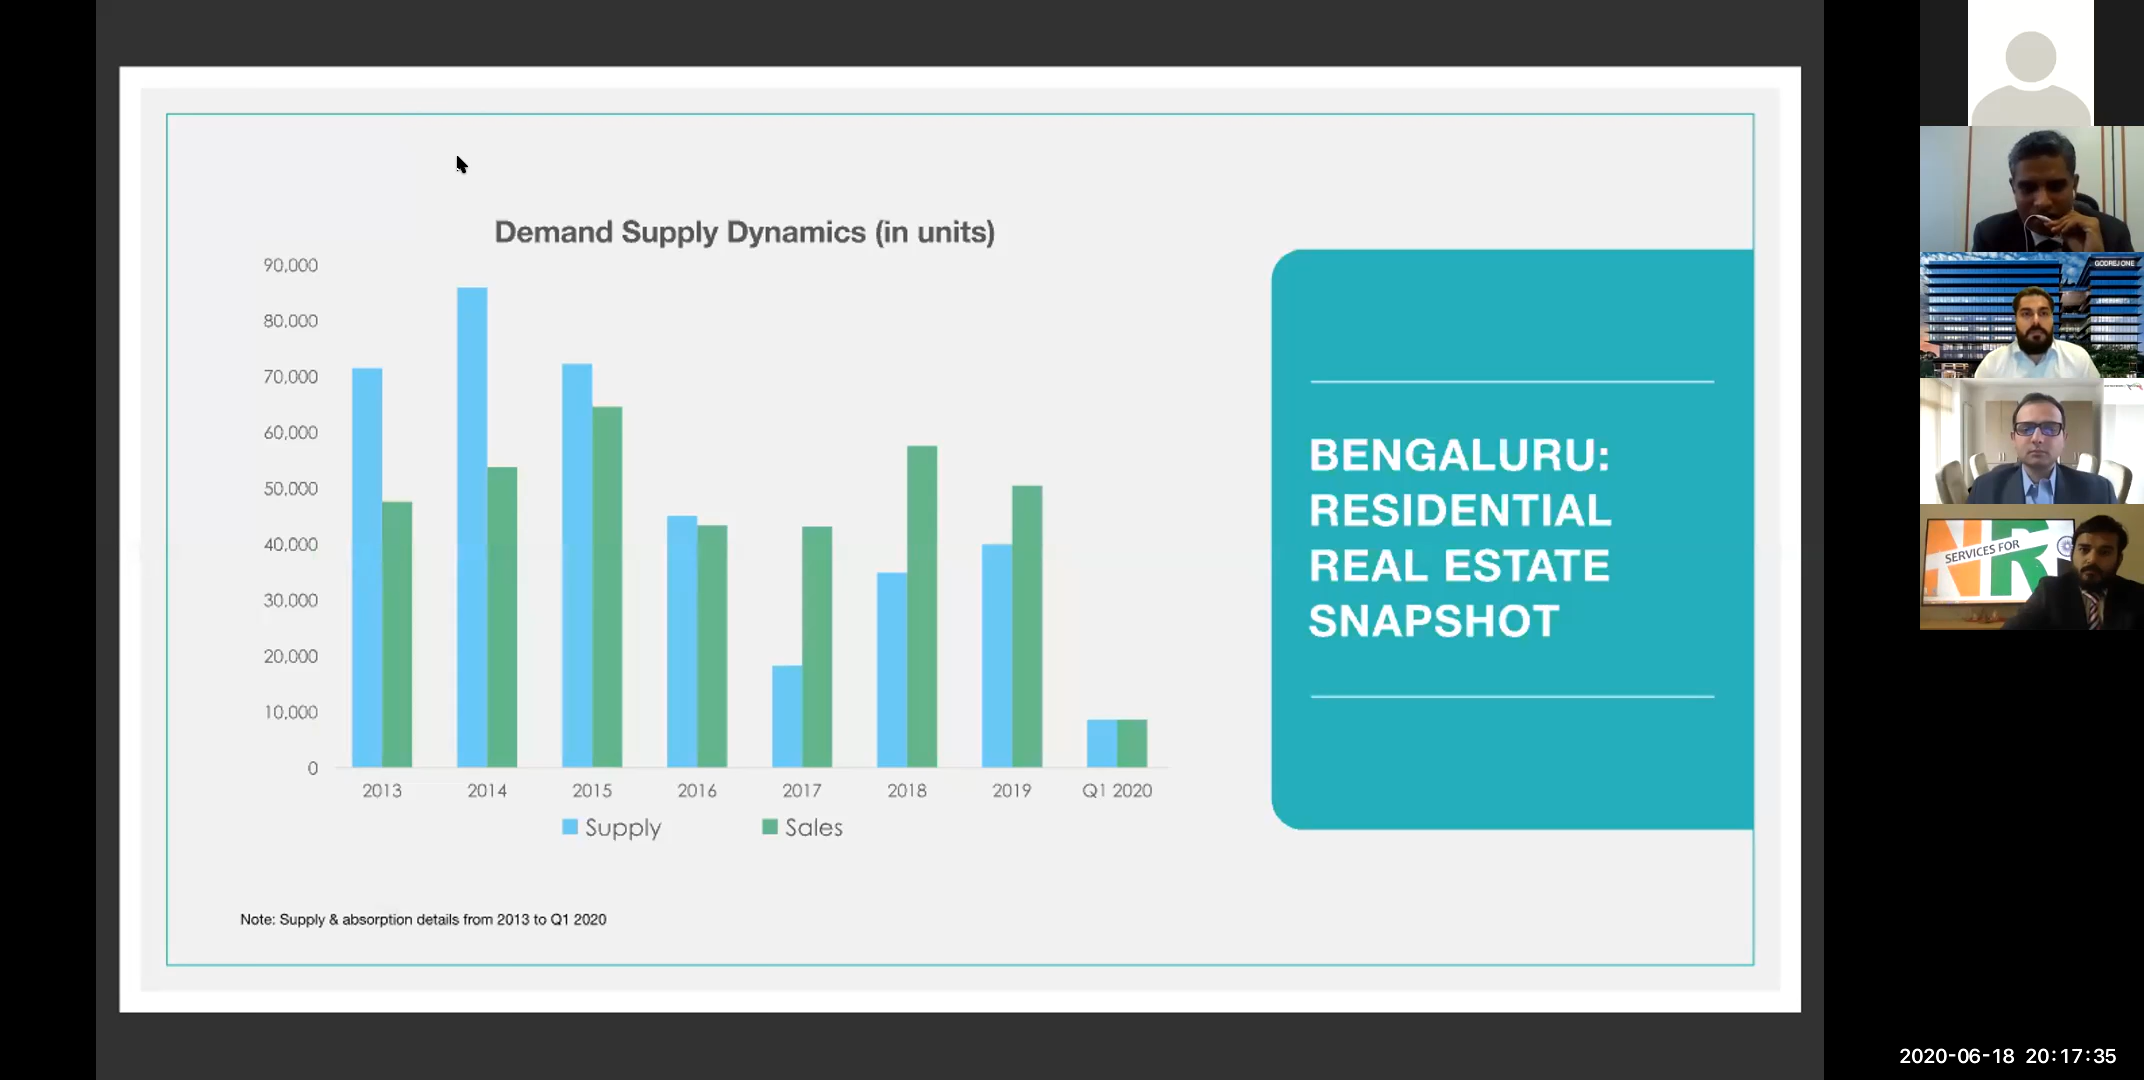 Demand Supply Dynamics (in units)
90,000
80,000
70,000
60,000
50,000
40,000
30,000
20,000
10,000
0
2013 2014 2015 2016 2017 2018 2019 Q1 2020
Supply Sales
Note: Supply & absorption details from 2013 to Q1 2020
BENGALURU:
RESIDENTIAL
REAL ESTATE
SNAPSHOT
GODREJ ONE
SERVICES FOR
NRI
2020-06-18 20:17:35